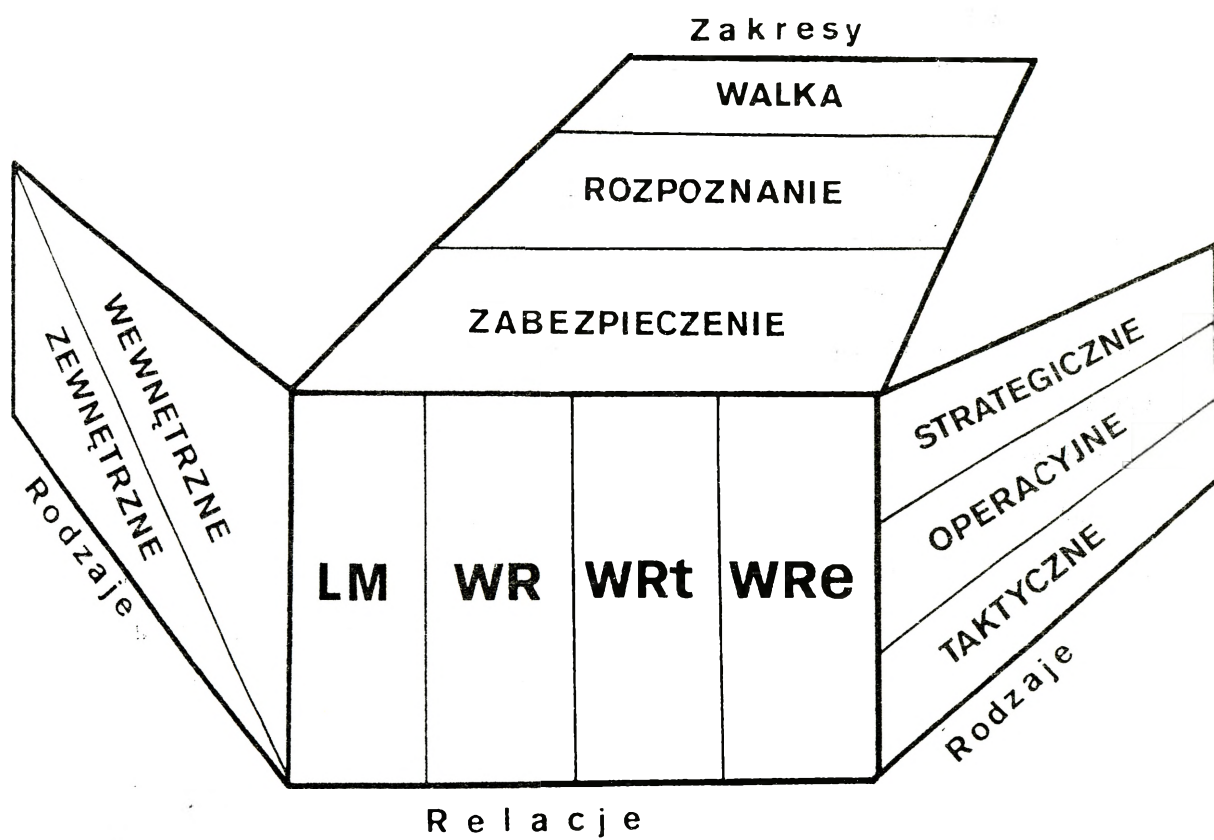 Zakresy
WALKA
ROZPOZNANIE
ZABEZPIECZENIE
WEWNĘTRZNE
ZEWNĘTRZNE
Rodzaje
STRATEGICZNE
OPERACYJNE
TAKTYCZNE
Rodzaje
LM WR WRt WRe
Relacje